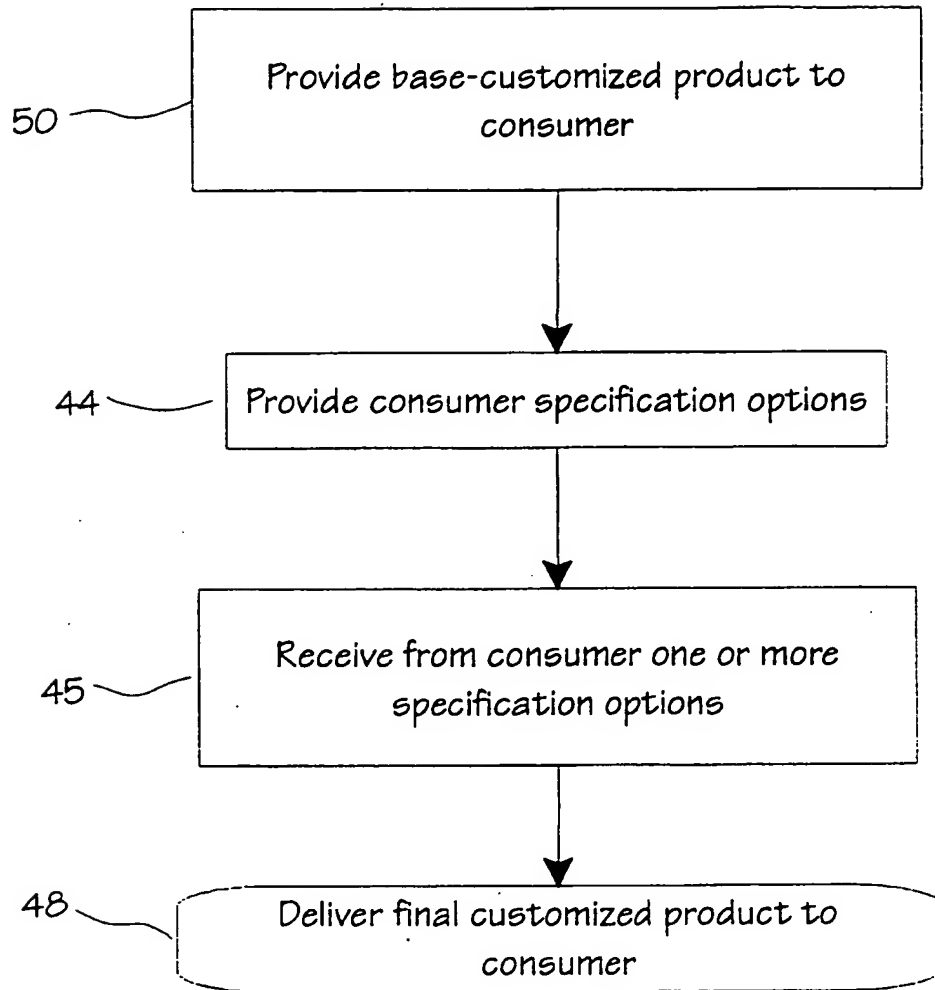 Provide base-customized product to
consumer
50
44
Provide consumer specification options
Receive from consumer one or more
specification options
45
48
Deliver final customized product to
consumer